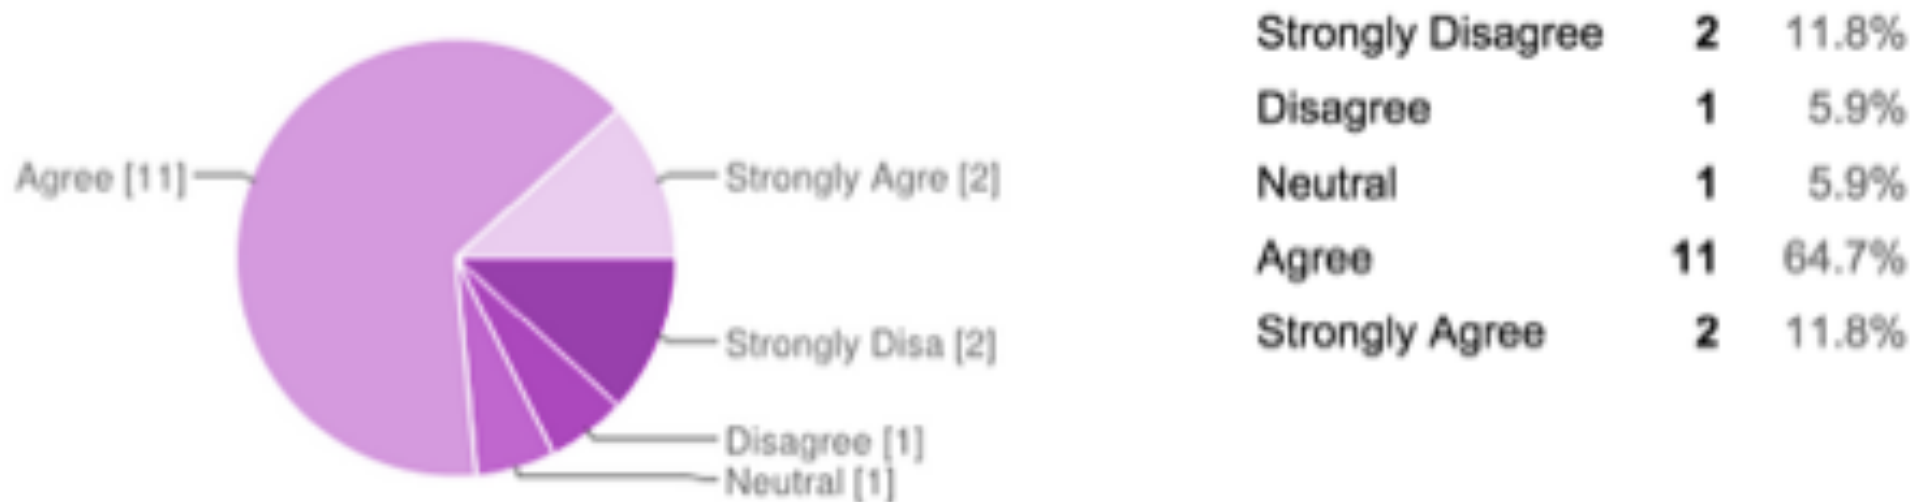 Agree [11]
Strongly Agre [2]
Strongly Disa [2]
Disagree [1]
Neutral [1]
Strongly Disagree 2 11.8%
Disagree 1 5.9%
Neutral 1 5.9%
Agree 11 64.7%
Strongly Agree 2 11.8%